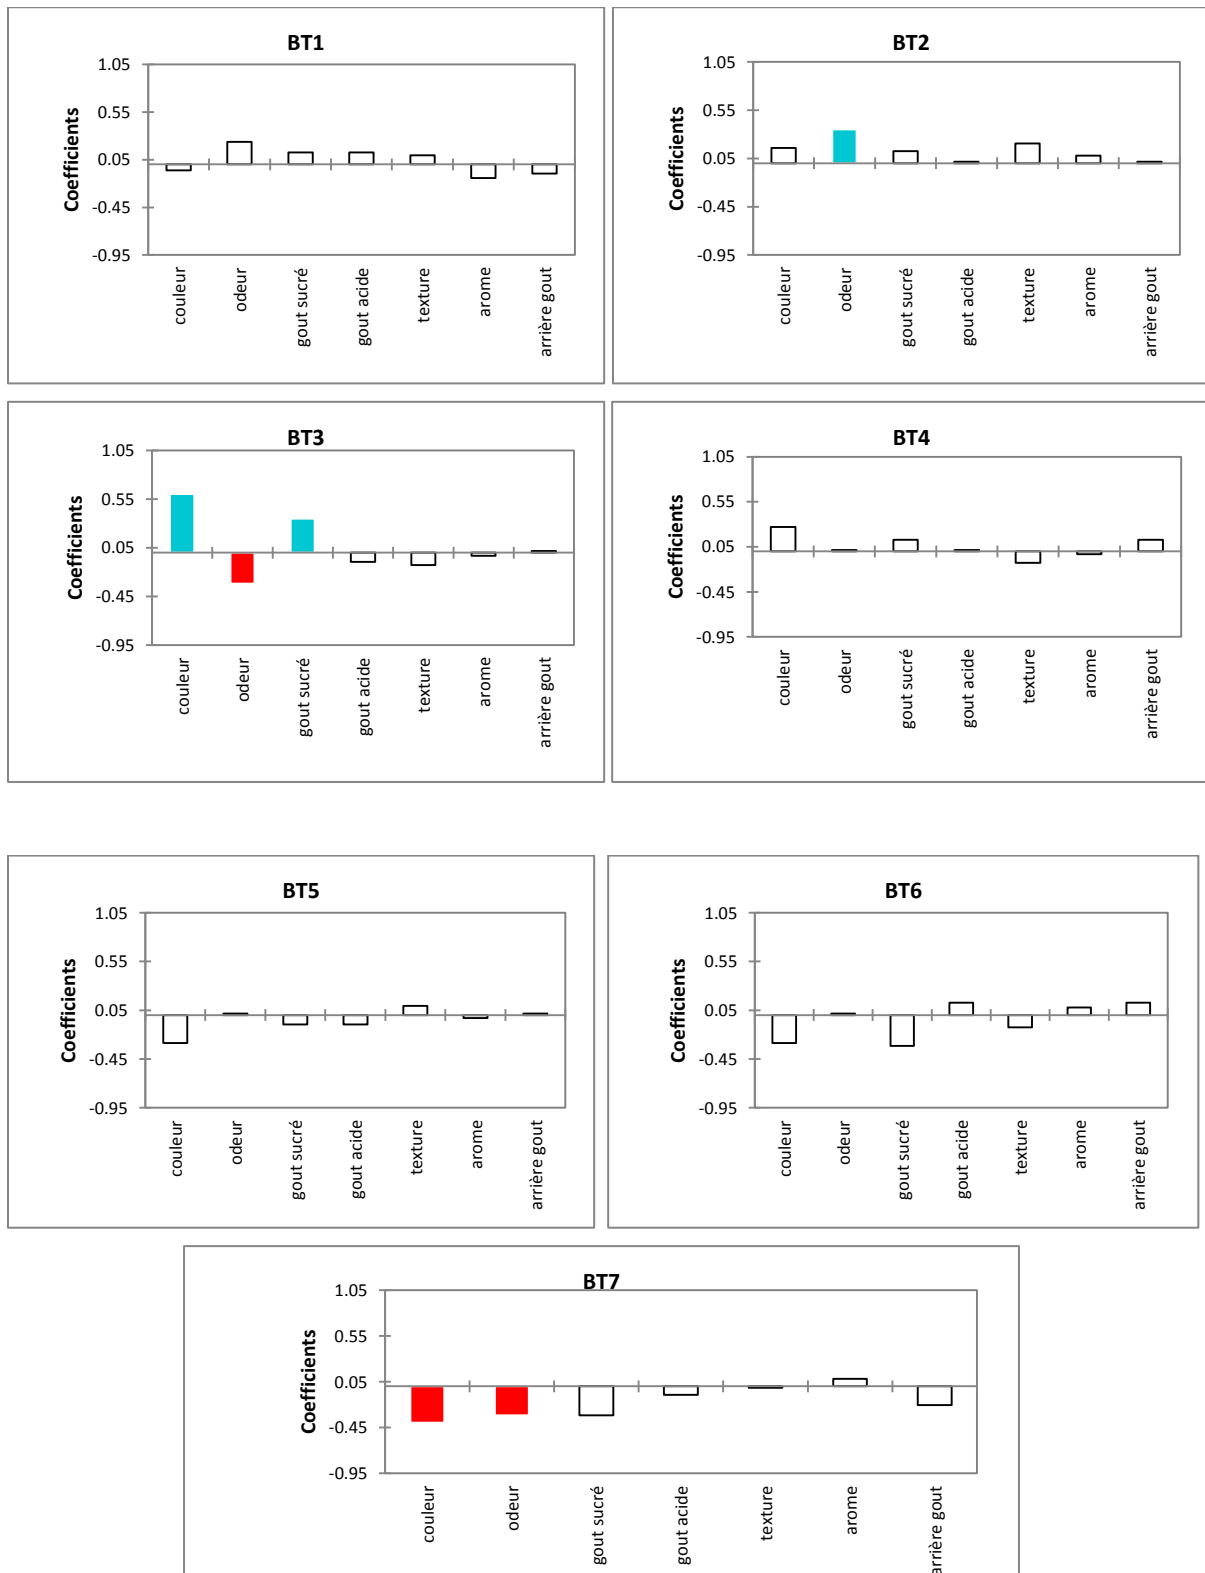 BT1
1.05
0.55
0.05
-0.45
-0.95
Coefficients
couleur
odeur
gout sucré
gout acide
texture
arome
arrière gout
BT2
1.05
0.55
0.05
-0.45
-0.95
Coefficients
couleur
odeur
gout sucré
gout acide
texture
arome
arrière gout
BT3
1.05
0.55
0.05
-0.45
-0.95
Coefficients
couleur
odeur
gout sucré
gout acide
texture
arome
arrière gout
BT4
1.05
0.55
0.05
-0.45
-0.95
Coefficients
couleur
odeur
gout sucré
gout acide
texture
arome
arrière gout
BT5
1.05
0.55
0.05
-0.45
-0.95
Coefficients
couleur
odeur
gout sucré
gout acide
texture
arome
arrière gout
BT6
1.05
0.55
0.05
-0.45
-0.95
Coefficients
couleur
odeur
gout sucré
gout acide
texture
arome
arrière gout
BT7
1.05
0.55
0.05
-0.45
-0.95
Coefficients
couleur
odeur
gout sucré
gout acide
texture
arome
arrière gout